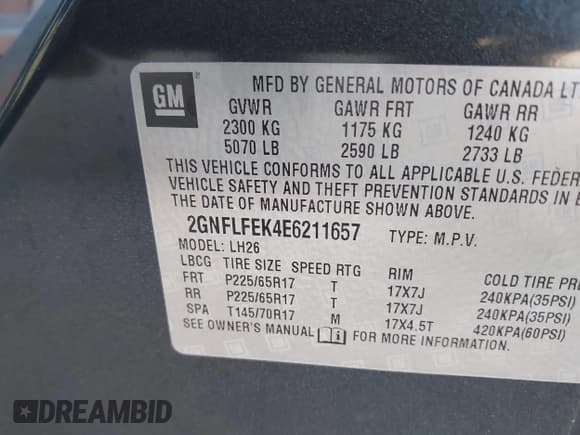 GM
MFD BY GENERAL MOTORS OF CANADA LT
GVWR GAWR FRT GAWR RR
2300 KG 1175 KG 1240 KG
5070 LB 2590 LB 2733 LB
THIS VEHICLE CONFORMS TO ALL APPLICABLE U.S. FEDER
VEHICLE SAFETY AND THEFT PREVENTION STANDARDS IN E
THE DATE OF MANUFACTURE SHOWN ABOVE.
2GNFLFEK4E6211657 TYPE: M.P.V.
MODEL: LH26
LBCG TIRE SIZE SPEED RTG RIM COLD TIRE PRE
FRT P225/65R17 T 17X7J 240KPA(35PSI)
RR P225/65R17 T 17X7J 240KPA(35PSI)
SPA T145/70R17 M 17X4.5T 420KPA(60PSI)
SEE OWNER'S MANUAL FOR MORE INFORMATION.
DREAMBID